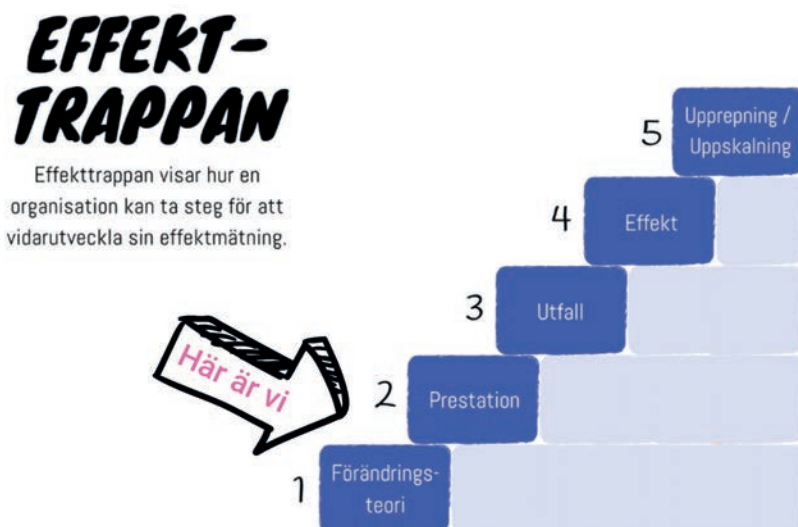 EFFEKT-
TRAPPAN
Effekttrappan visar hur en
organisation kan ta steg för att
vidarutveckla sin effektmätning.
5
Upprepning /
Uppskalning
4
Effekt
3
Utfall
Här är vi
2
Prestation
1
Förändrings-
teori